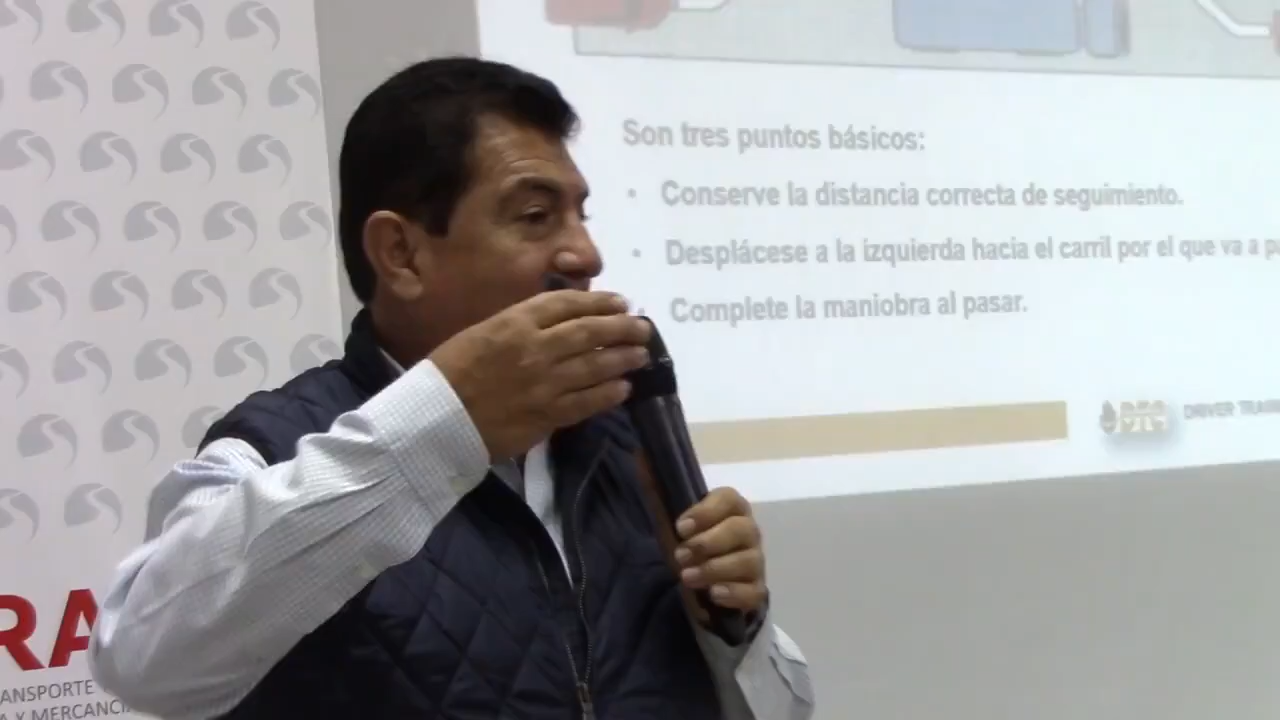 Son tres puntos básicos:
• Conserve la distancia correcta de seguimiento.
• Desplácese a la izquierda hacia el carril por el que va a p
• Complete la maniobra al pasar.
DRIVER TRAI
RA
ANSPORTE
A Y MERCANCI